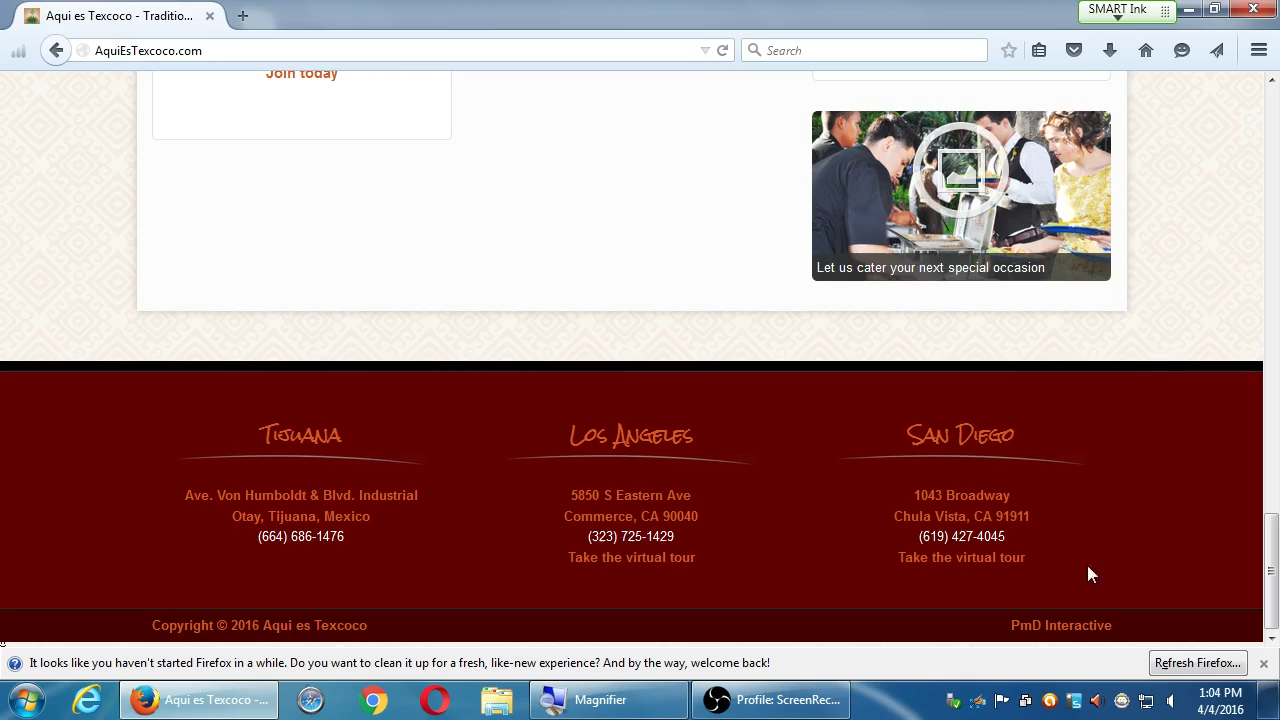 Aqui es Texcoco - Traditio...
SMART Ink
AquiEsTexcoco.com
Search
Join today
Let us cater your next special occasion
Tijuana
Ave. Von Humboldt & Blvd. Industrial
Otay, Tijuana, Mexico
(664) 686-1476
Los Angeles
5850 S Eastern Ave
Commerce, CA 90040
(323) 725-1429
Take the virtual tour
San Diego
1043 Broadway
Chula Vista, CA 91911
(619) 427-4045
Take the virtual tour
Copyright © 2016 Aqui es Texcoco
PmD Interactive
It looks like you haven't started Firefox in a while. Do you want to clean it up for a fresh, like-new experience? And by the way, welcome back!
Refresh Firefox...
Aqui es Texcoco -...
Magnifier
Profile: ScreenRec...
1:04 PM
4/4/2016